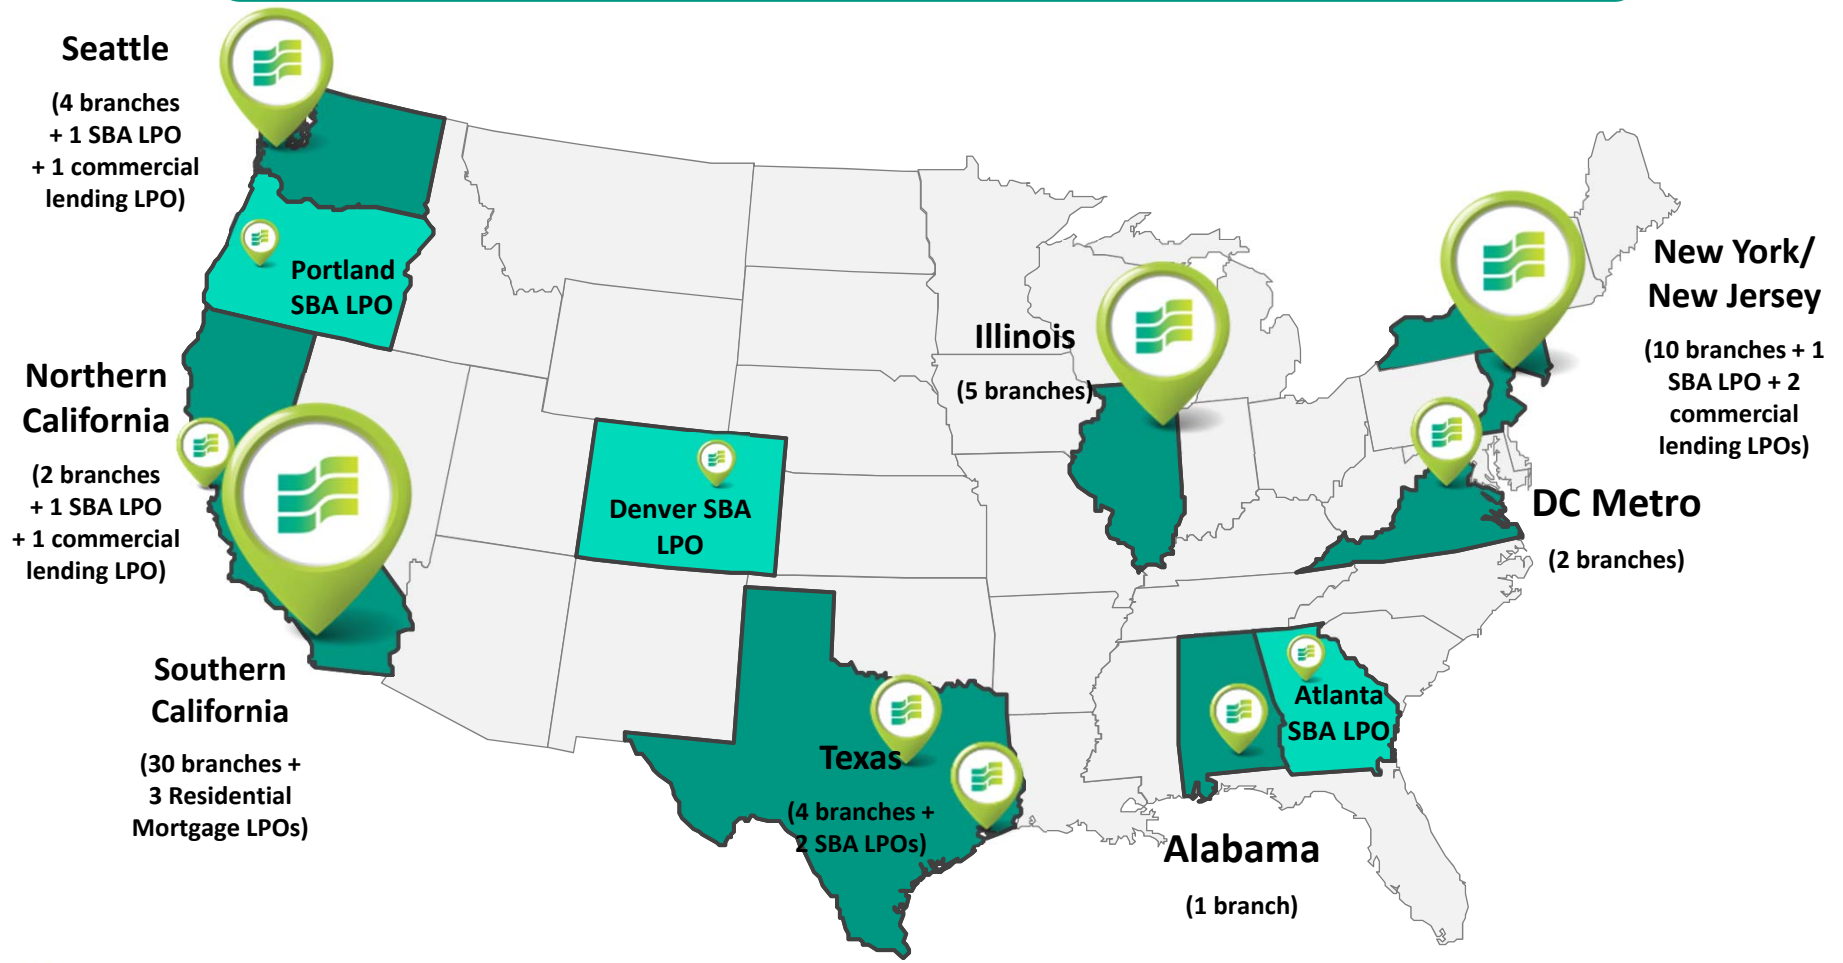 Seattle
(4 branches
+ 1 SBA LPO
+ 1 commercial
lending LPO)
Portland
SBA LPO
Northern
California
(2 branches
+ 1 SBA LPO
+ 1 commercial
lending LPO)
Southern
California
(30 branches +
3 Residential
Mortgage LPOs)
Denver SBA
LPO
Texas
(4 branches +
2 SBA LPOs)
Illinois
(5 branches)
New York/
New Jersey
(10 branches + 1
SBA LPO + 2
commercial
lending LPOs)
DC Metro
(2 branches)
Atlanta
SBA LPO
Alabama
(1 branch)